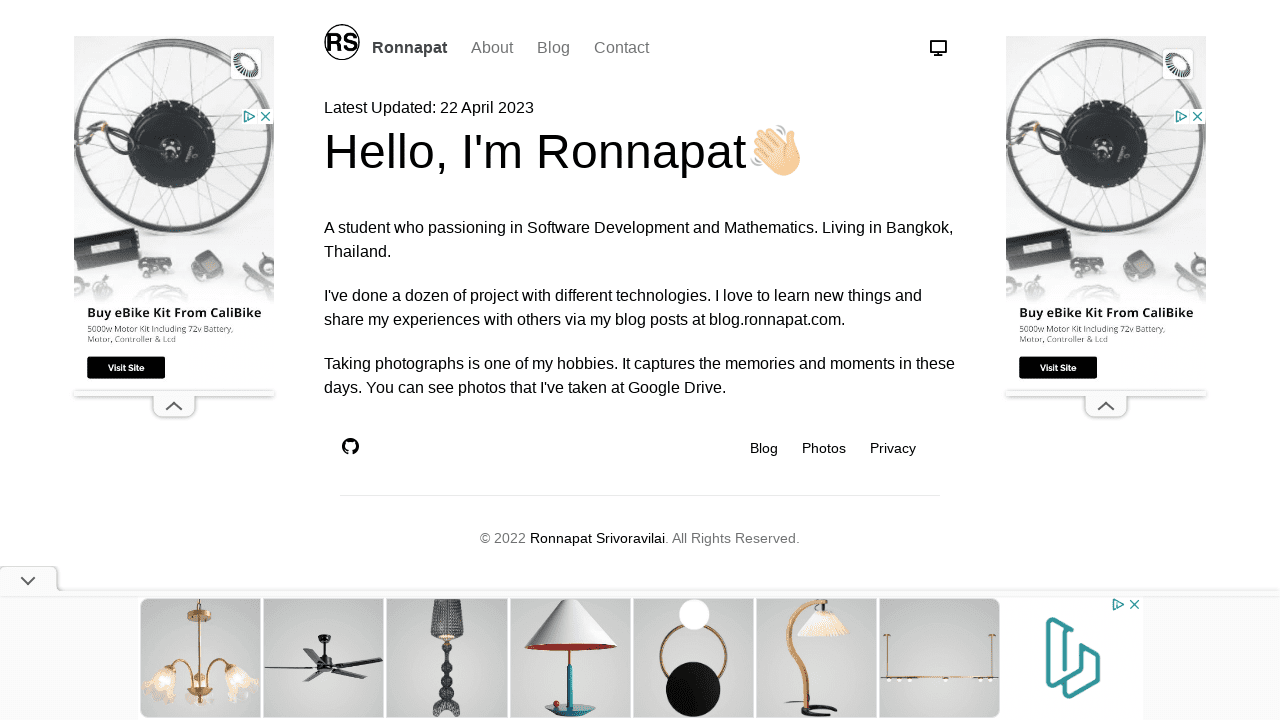 RS Ronnapat About Blog Contact
Latest Updated: 22 April 2023
Hello, I'm Ronnapat
A student who passioning in Software Development and Mathematics. Living in Bangkok,
Thailand.
I've done a dozen of project with different technologies. I love to learn new things and
share my experiences with others via my blog posts at blog.ronnapat.com.
Taking photographs is one of my hobbies. It captures the memories and moments in these
days. You can see photos that I've taken at Google Drive.
Blog Photos Privacy
© 2022 Ronnapat Srivoravilai. All Rights Reserved.
Buy eBike Kit From CaliBike
5000w Motor Kit Including 72v Battery,
Motor, Controller & Lcd
Visit Site
Buy eBike Kit From CaliBike
5000w Motor Kit Including 72v Battery,
Motor, Controller & Lcd
Visit Site